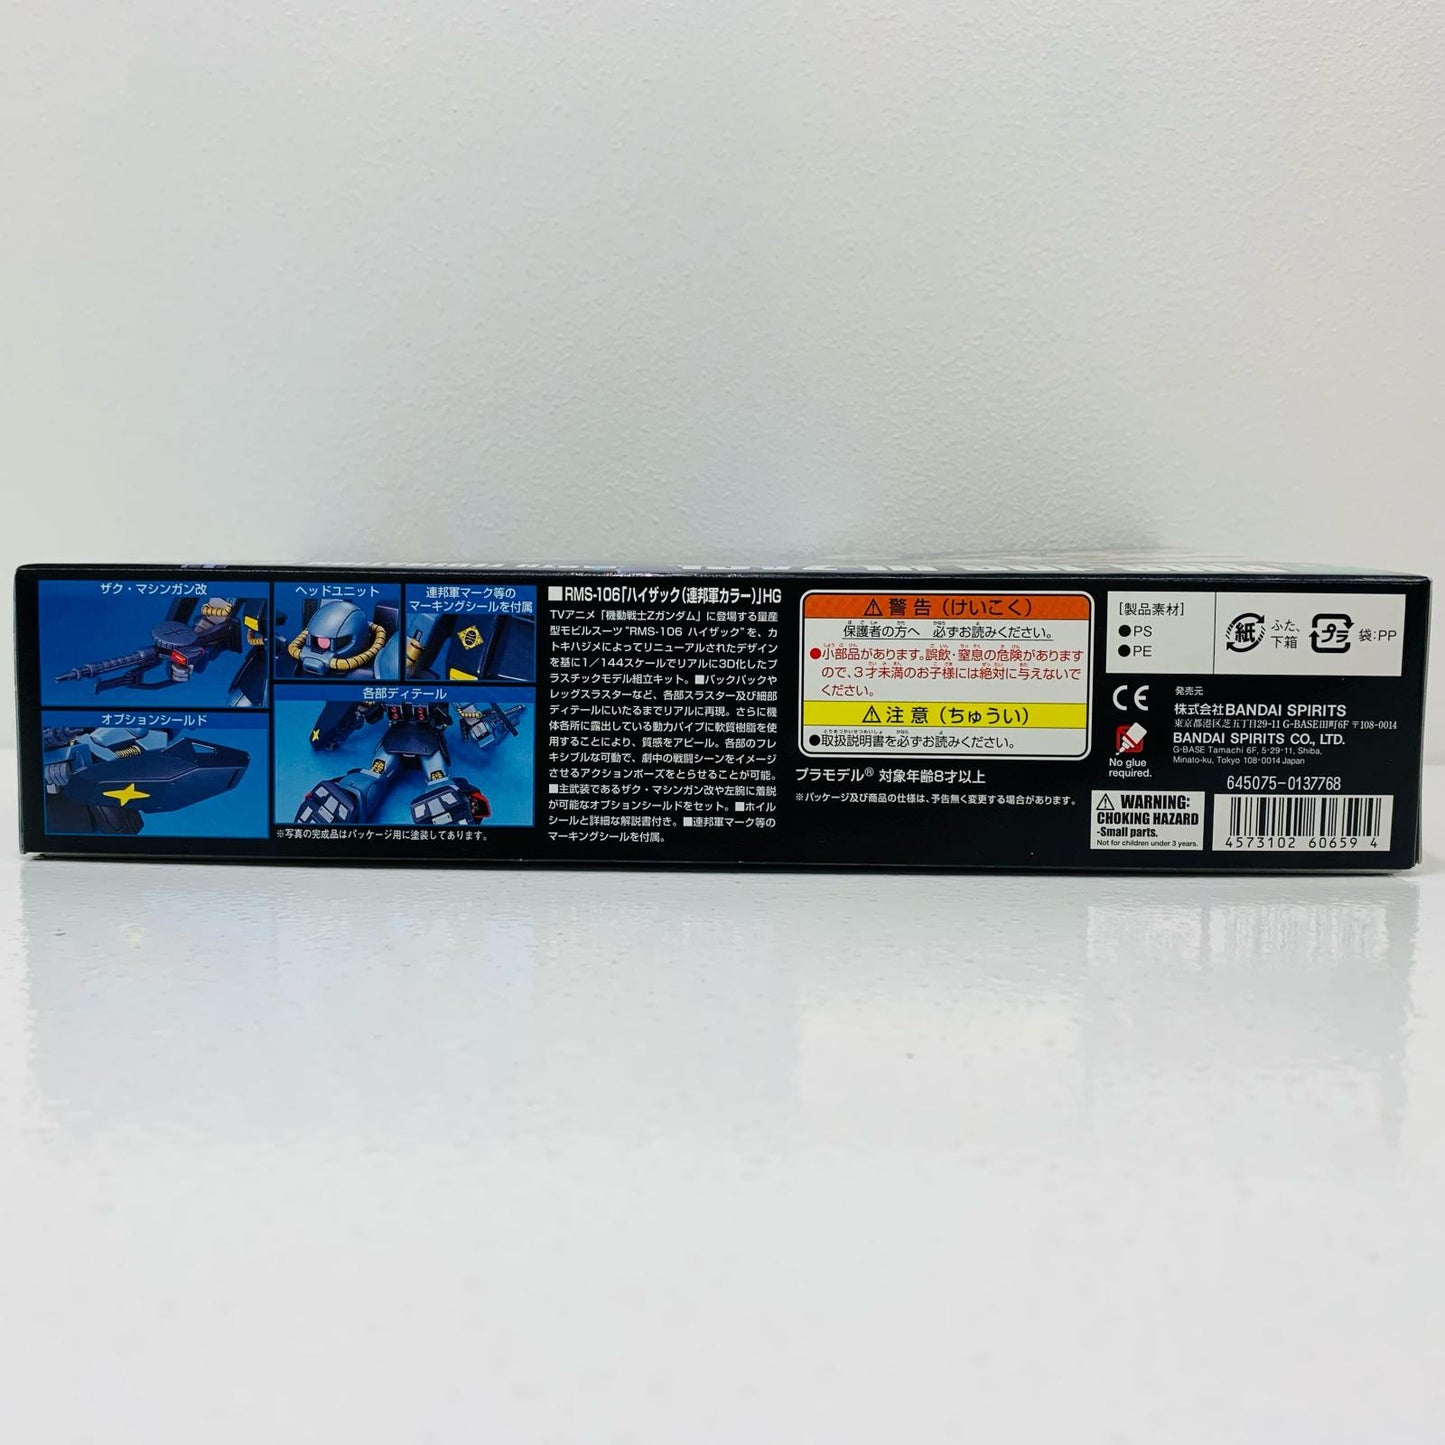 ザク・マシンガン改
オプションシールド
ヘッドユニット
連邦軍マーク等の
マーキングシールを付属
各部ディテール
※写真の完成品はパッケージ用に塗装してあります。
■RMS-106「ハイザック(連邦軍カラー)」HG
TVアニメ「機動戦士Zガンダム」に登場する量産
型モビルスーツ"RMS-106 ハイザック"を、カ
トキハジメによってリニューアルされたデザイン
を基に1/144スケールでリアルに3D化したプ
ラスチックモデル組立キット。■バックパックや
レッグスラスターなど、各部スラスター及び細部
ディテールにいたるまでリアルに再現。さらに機
体各所に露出している動力パイプに軟質樹脂を使
用することにより、質感をアピール。各部のフレ
キシブルな可動で、劇中の戦闘シーンをイメージ
させるアクションポーズをとらせることが可能。
■主武装であるザク・マシンガン改や左腕に着脱
が可能なオプションシールドをセット。■ホイル
シールと詳細な解説書付き。■連邦軍マーク等の
マーキングシールを付属。
⚠警告(けいこく)
保護者の方へ 必ずお読みください。
●小部品があります。誤飲・窒息の危険があります
ので、3才未満のお子様には絶対に与えないで
ください。
⚠注意(ちゅうい)
●取扱説明書を必ずお読みください。
プラモデル® 対象年齢8才以上
※パッケージ及び商品の仕様は、予告無く変更する場合があります。
[製品素材]
●PS
●PE
紙 ふた、
下箱
プラ 袋:PP
CE
No glue
required.
発売元
株式会社BANDAI SPIRITS
東京都港区芝五丁目29-11 G-BASE田町6F 〒108-0014
BANDAI SPIRITS CO., LTD.
G-BASE Tamachi 6F, 5-29-11, Shiba,
Minato-ku, Tokyo 108-0014 Japan
645075-0137768
⚠ WARNING:
CHOKING HAZARD
-Small parts.
Not for children under 3 years.
4573102 60659 4